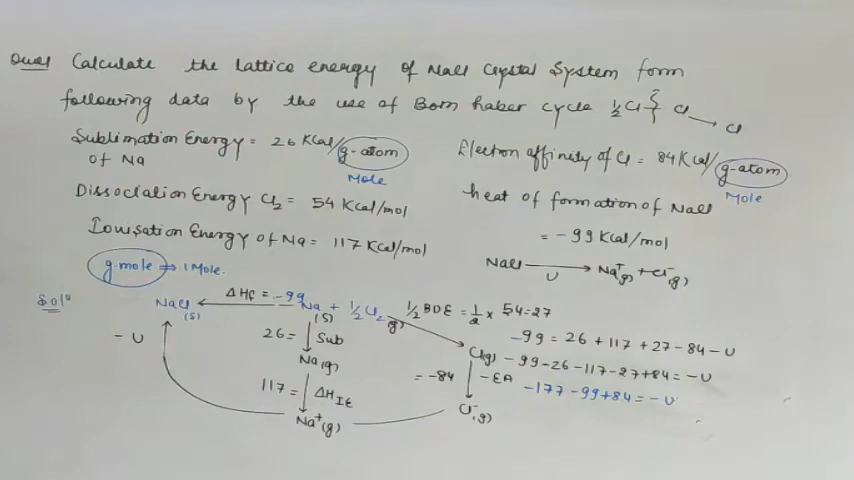 Ques Calculate the lattice energy of NaCl Crystal System form
following data by the use of Born haber cycle ½Cl } Cl → Cl
Sublimation Energy = 26 KCal/g-atom
of Na
Mole
Dissociation Energy Cl₂ = 54 KCal/mol
Ionisation Energy of Na = 117 KCal/mol
g-mole ⇒ 1 Mole.
Electron affinity of Cl = 84 KCal/g-atom
Mole
heat of formation of NaCl
= -99 KCal/mol
NaCl → Na⁺(g) + Cl⁻(g)
U
Solⁿ NaCl(s) ← ΔHf = -99 Na(s) + ½Cl₂(g) ½ BDE = ½ × 54 = 27
- U
26 = ↓ Sub
Na(g)
117 = ↓ ΔH IE
Na⁺(g)
Cl(g)
= -84 ↓ - EA
Cl⁻(g)
-99 = 26 + 117 + 27 - 84 - U
-99 - 26 - 117 - 27 + 84 = - U
-177 - 99 + 84 = - U